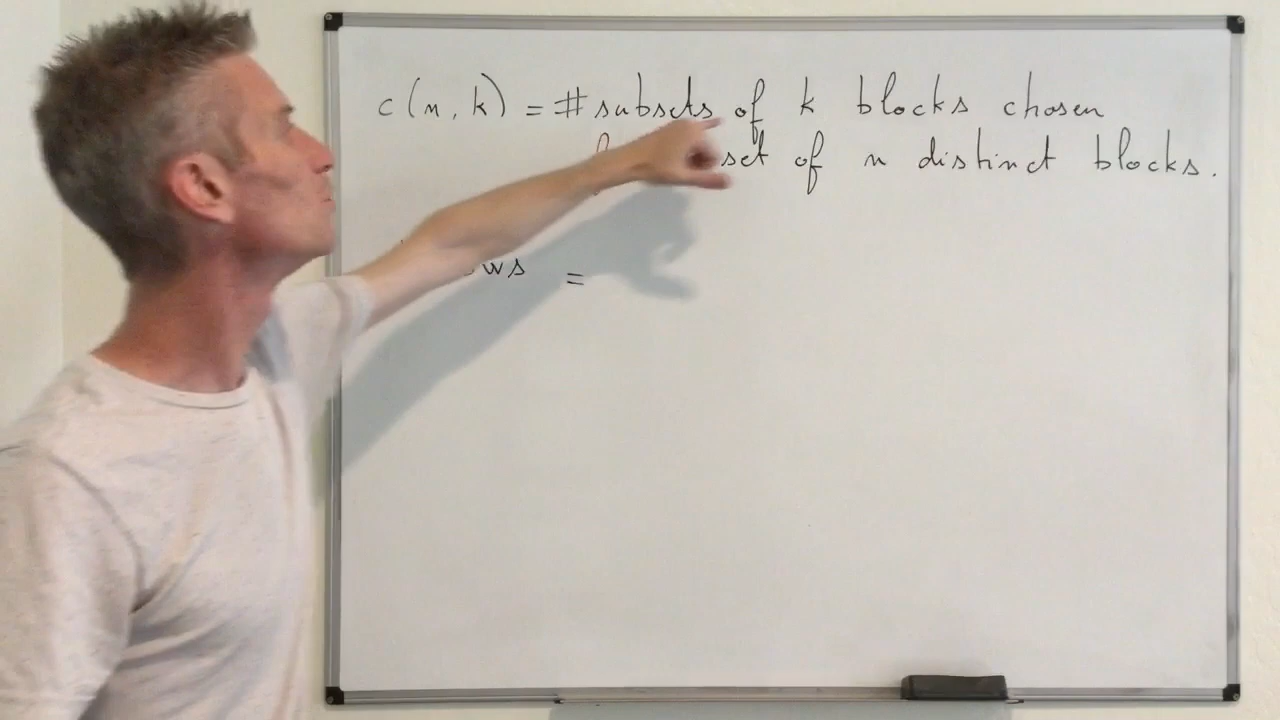 c(n, k) = # subsets of k blocks chosen
set of n distinct blocks.
=